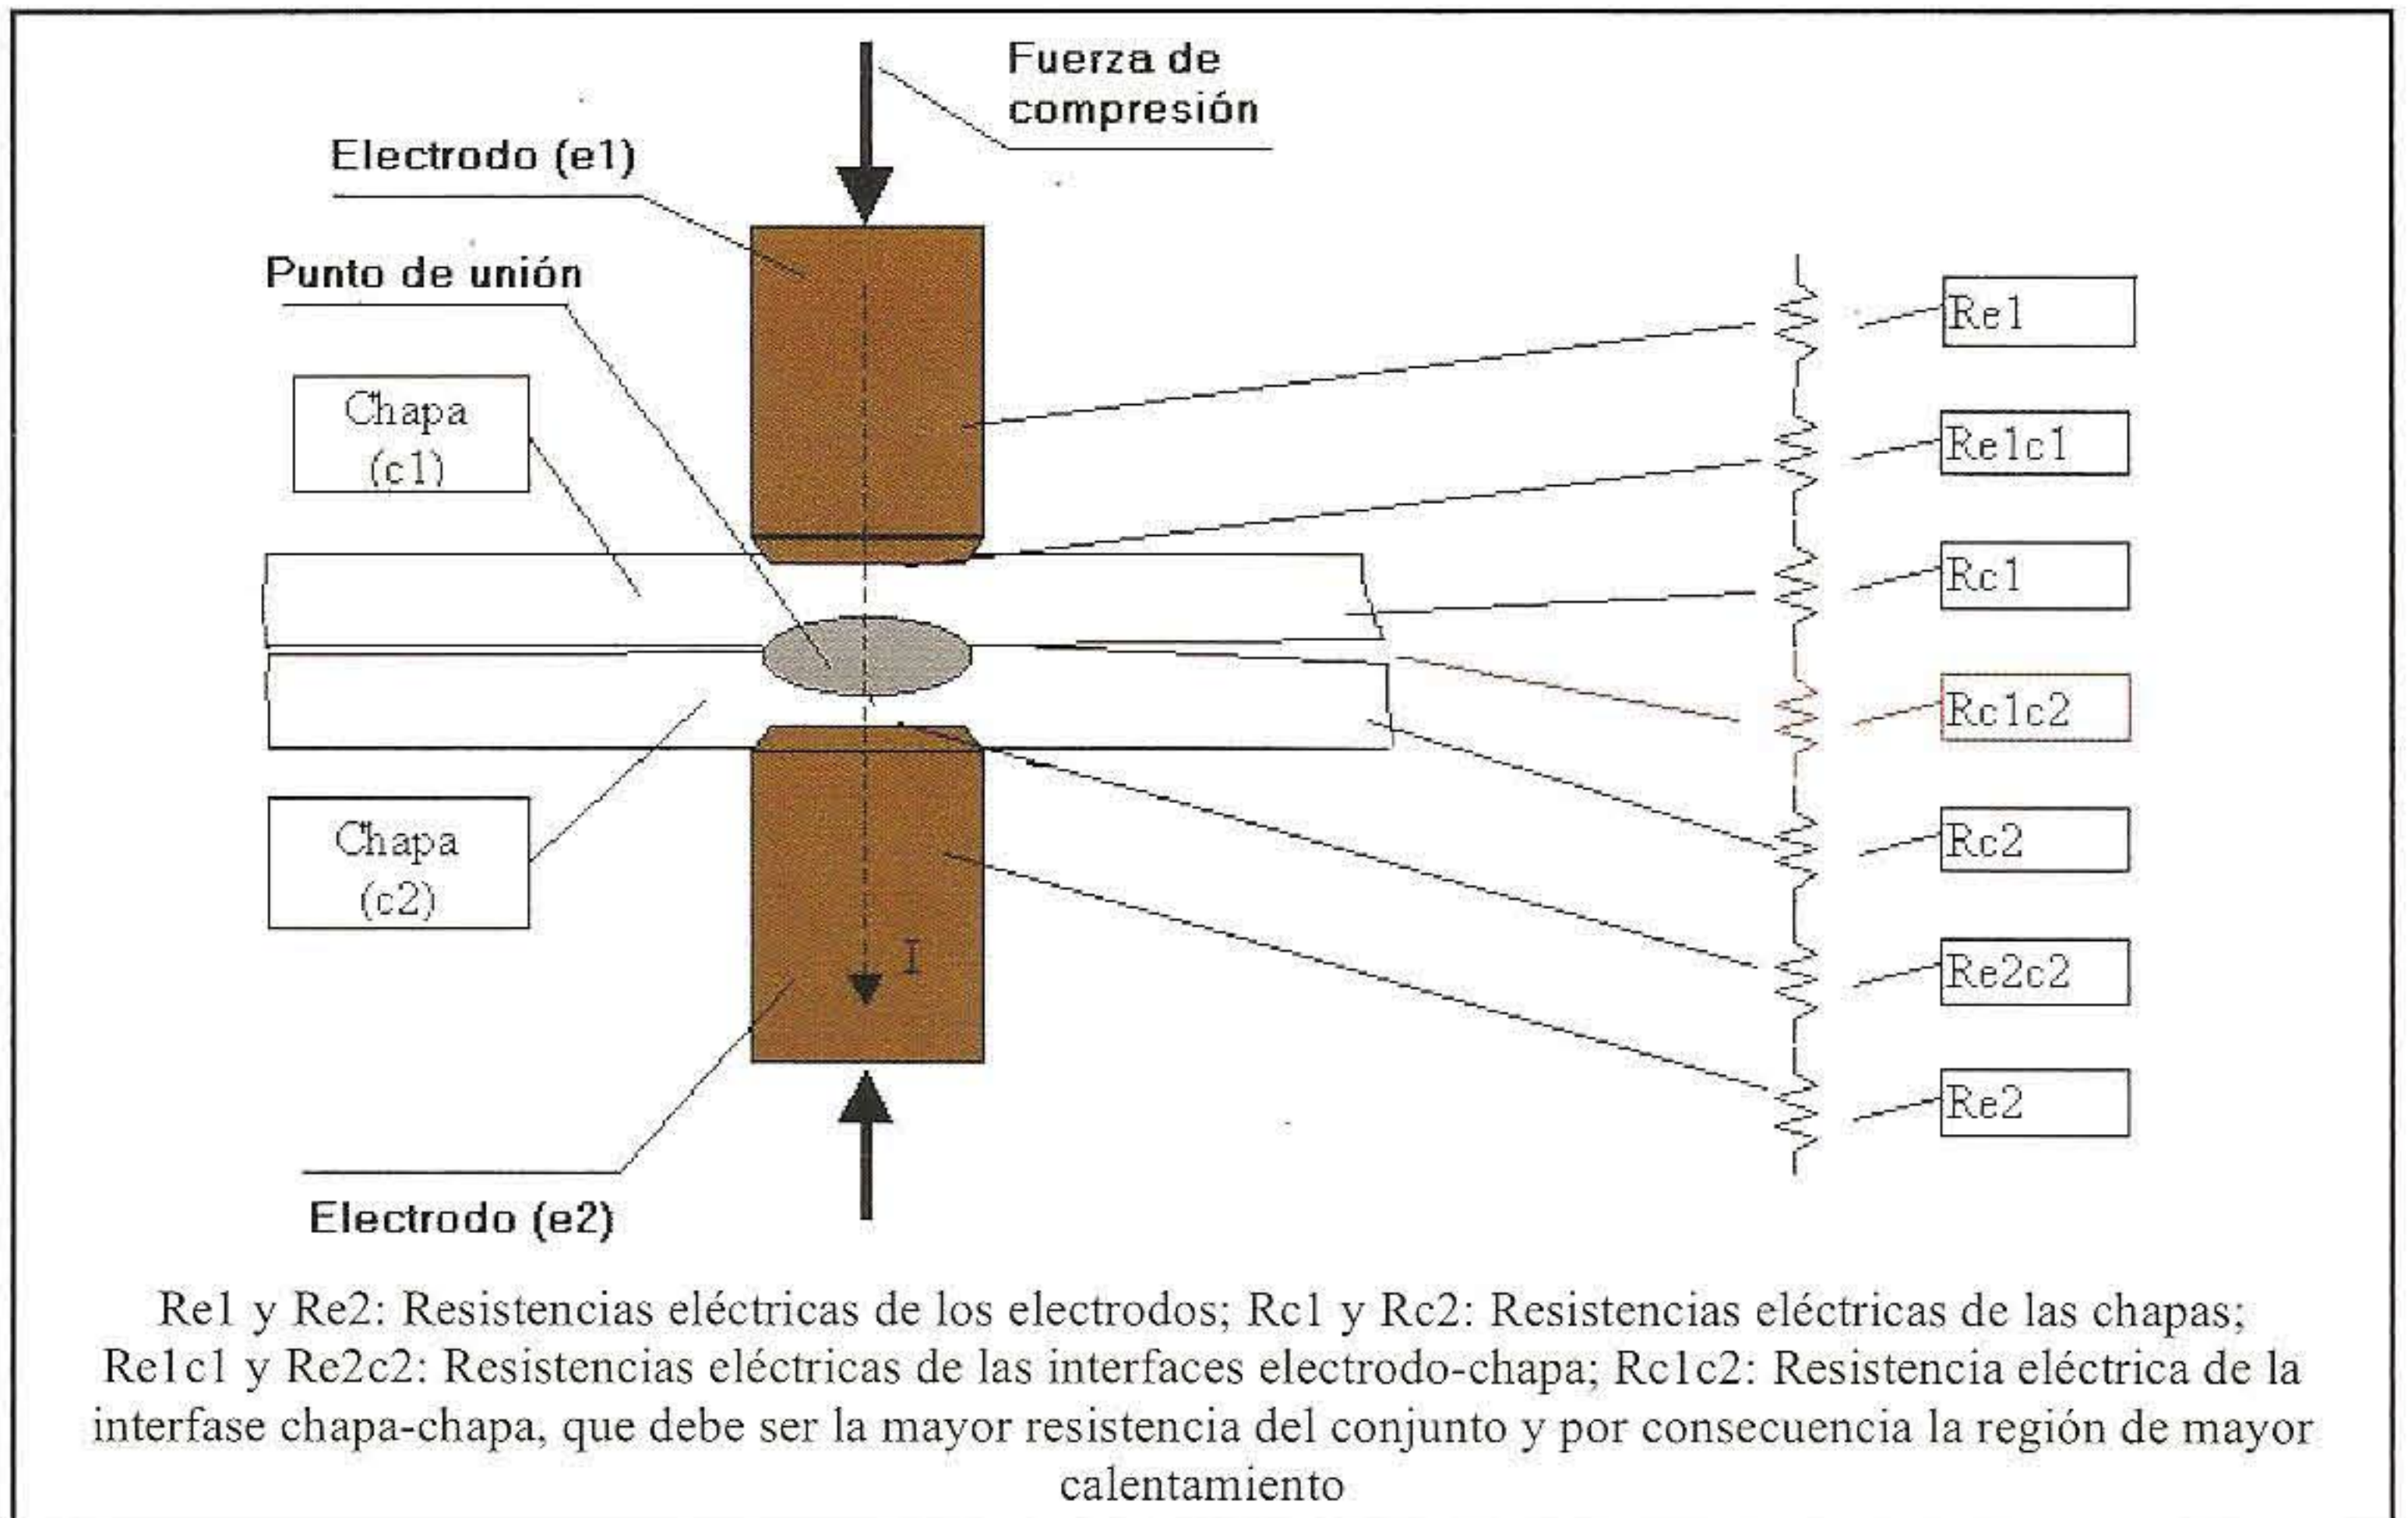 Fuerza de
compresión
Electrodo (e1)
Punto de unión
Chapa
(c1)
Chapa
(c2)
I
Electrodo (e2)
Re1
Re1c1
Rc1
Rc1c2
Rc2
Re2c2
Re2
Re1 y Re2: Resistencias eléctricas de los electrodos; Rc1 y Rc2: Resistencias eléctricas de las chapas;
Re1c1 y Re2c2: Resistencias eléctricas de las interfaces electrodo-chapa; Rc1c2: Resistencia eléctrica de la
interfase chapa-chapa, que debe ser la mayor resistencia del conjunto y por consecuencia la región de mayor
calentamiento